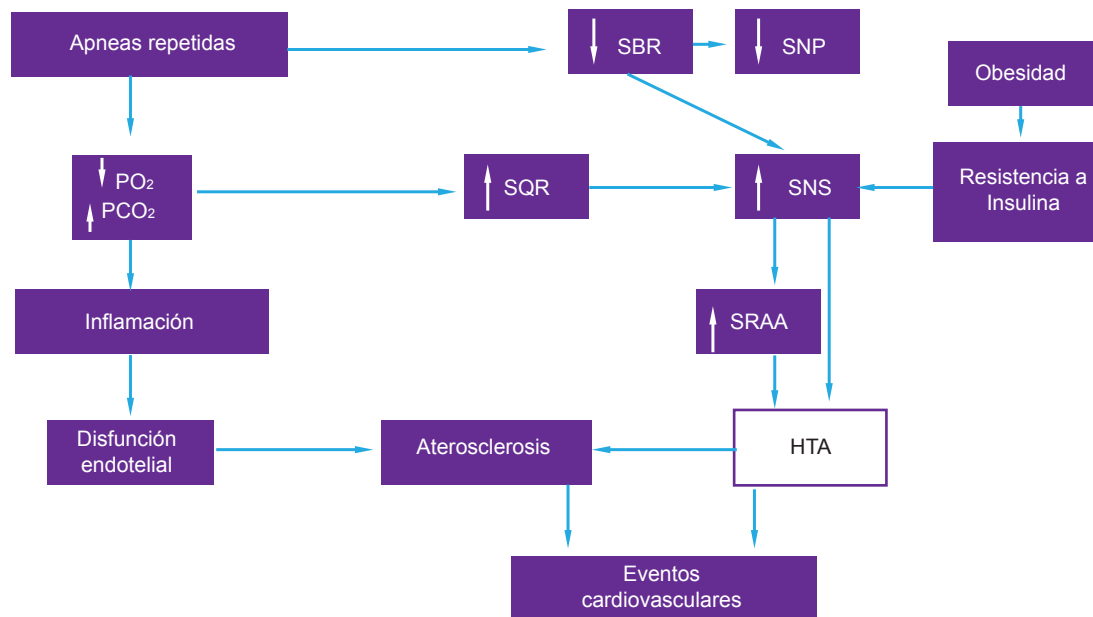 Apneas repetidas
SBR
SNP
Obesidad
PO2
PCO2
SQR
SNS
Resistencia a
Insulina
Inflamación
SRAA
Disfunción
endotelial
Aterosclerosis
HTA
Eventos
cardiovasculares